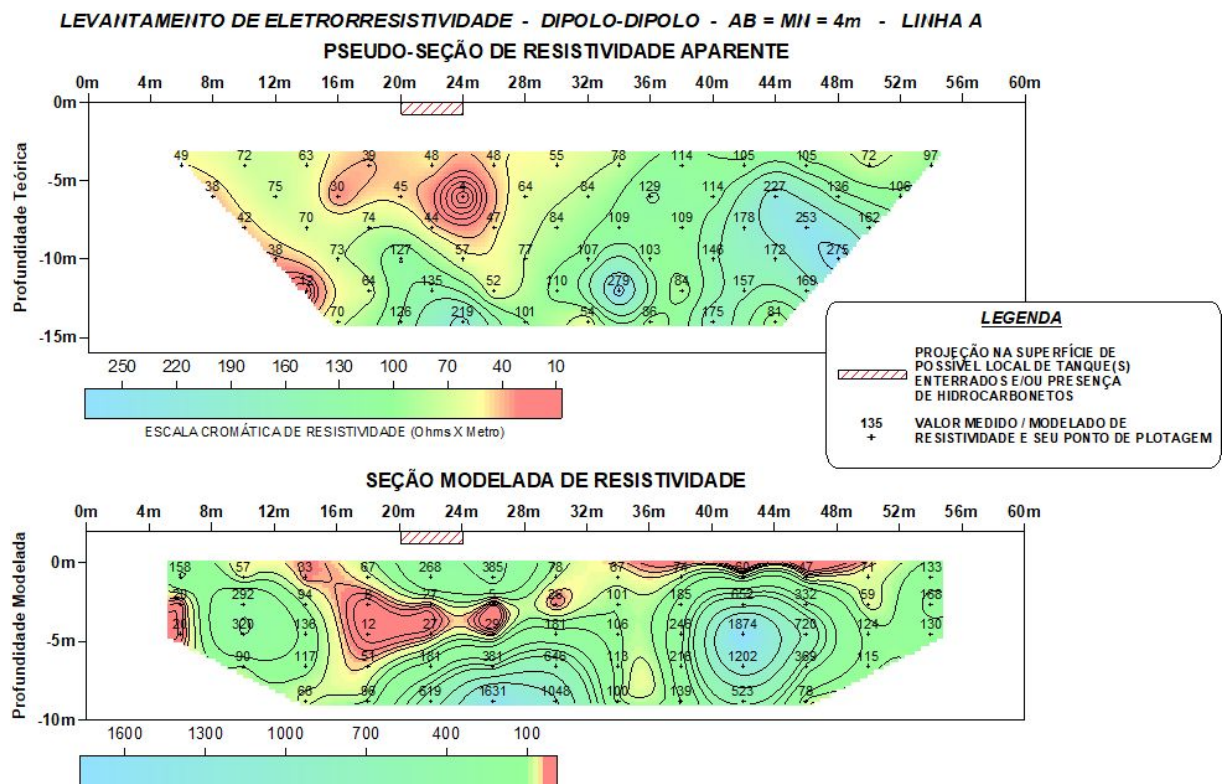 LEVANTAMENTO DE ELETRORRESISTIVIDADE - DIPOLO-DIPOLO - AB = MN = 4m - LINHA A
PSEUDO-SEÇÃO DE RESISTIVIDADE APARENTE
0m 4m 8m 12m 16m 20m 24m 28m 32m 36m 40m 44m 48m 52m 56m 60m
Profundidade Teórica
0m
49 72 63 39 48 48 55 78 114 105 105 72 97
-5m
38 75 30 45 4 64 84 129 114 227 136 106
42 70 74 44 47 84 109 109 178 253 162
38 73 127 57 77 107 103 146 172 275
-10m
64 135 52 110 279 84 157 169
70 126 219 101 54 86 175 81
-15m
250 220 190 160 130 100 70 40 10
ESCALA CROMÁTICA DE RESISTIVIDADE (Ohms X Metro)
LEGENDA
PROJEÇÃO NA SUPERFÍCIE DE
POSSÍVEL LOCAL DE TANQUE(S)
ENTERRADOS E/OU PRESENÇA
DE HIDROCARBONETOS
135 VALOR MEDIDO / MODELADO DE
RESISTIVIDADE E SEU PONTO DE PLOTAGEM
SEÇÃO MODELADA DE RESISTIVIDADE
0m 4m 8m 12m 16m 20m 24m 28m 32m 36m 40m 44m 48m 52m 56m 60m
Profundidade Modelada
0m
158 57 33 67 268 385 78 67 74 60 47 71 133
292 94 27 5 101 185 652 332 59 168
20 320 136 12 27 29 181 106 246 1874 720 124 130
-5m
90 117 51 181 381 646 113 216 1202 369 115
96 619 1631 1048 100 139 523 78
-10m
1600 1300 1000 700 400 100